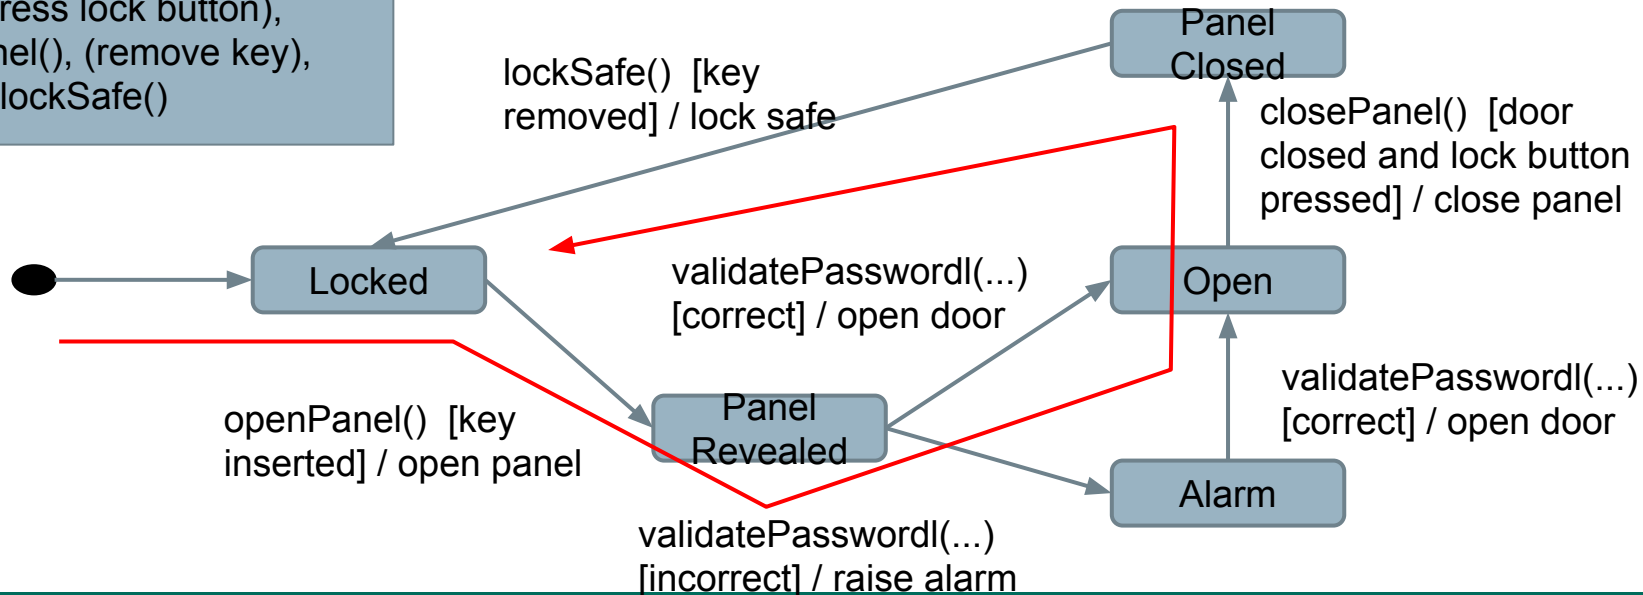 ress lock button),
nel(), (remove key),
lockSafe()
lockSafe()  [key
removed] / lock safe
Panel
Closed
closePanel()  [door
closed and lock button
pressed] / close panel
Locked
validatePasswordl(...)
[correct] / open door
Open
openPanel()  [key
inserted] / open panel
Panel
Revealed
validatePasswordl(...)
[correct] / open door
Alarm
validatePasswordl(...)
[incorrect] / raise alarm